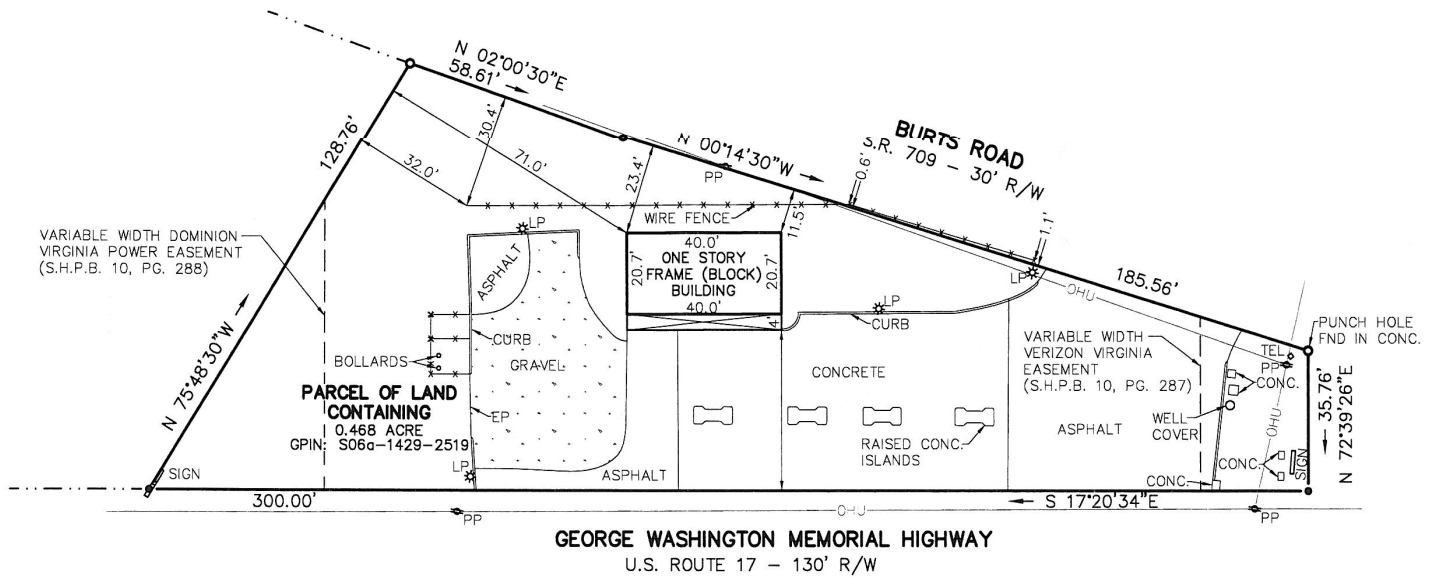 N 02°00'30"E
58.61'
BURTS ROAD
S.R. 709 – 30' R/W
N 00°14'30"W
PP
128.76'
30.4'
32.0'
71.0'
23.4'
0.6'
11.5'
1.1'
185.56'
WIRE FENCE
LP
VARIABLE WIDTH DOMINION
VIRGINIA POWER EASEMENT
(S.H.P.B. 10, PG. 288)
N 75°48'30"W
ASPHALT
40.0'
ONE STORY
FRAME (BLOCK)
BUILDING
20.7'
20.7'
40.0'
4'
LP
CURB
LP
OHU
PUNCH HOLE
FND IN CONC.
TEL.
PP
VARIABLE WIDTH
VERIZON VIRGINIA
EASEMENT
(S.H.P.B. 10, PG. 287)
CONC.
WELL
COVER
35.76'
N 72°39'26"E
CURB
BOLLARDS
GRAVEL
CONCRETE
PARCEL OF LAND
CONTAINING
0.468 ACRE
GPIN: S06a-1429-2519
EP
RAISED CONC.
ISLANDS
ASPHALT
OHU
CONC.
SIGN
SIGN
LP
ASPHALT
CONC.
300.00'
S 17°20'34"E
PP
OHU
PP
GEORGE WASHINGTON MEMORIAL HIGHWAY
U.S. ROUTE 17 – 130' R/W